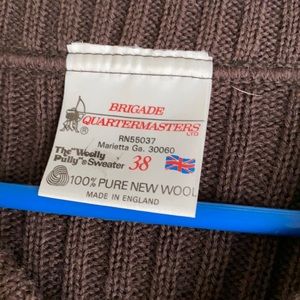 BRIGADE
QUARTERMASTERS
LTD
RN55037
Marietta Ga. 30060
The "Woolly
Pully"® Sweater 38
100% PURE NEW WOOL
MADE IN ENGLAND
®